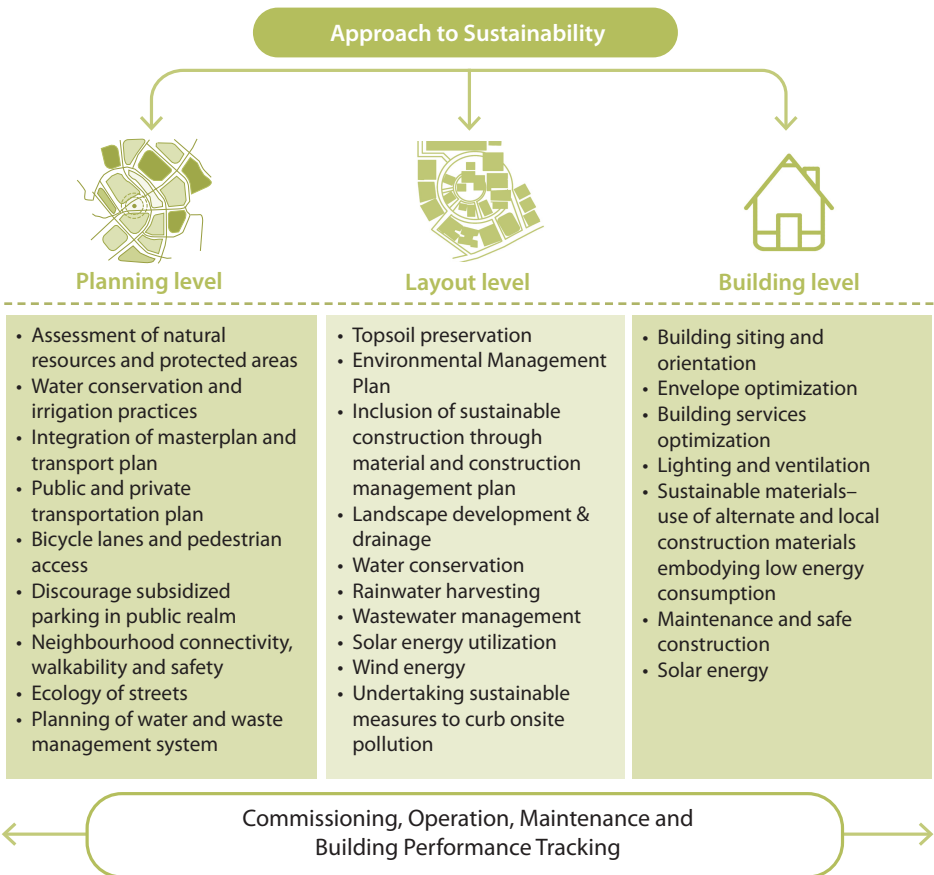 Approach to Sustainability
Planning level
• Assessment of natural
resources and protected areas
• Water conservation and
irrigation practices
• Integration of masterplan and
transport plan
• Public and private
transportation plan
• Bicycle lanes and pedestrian
access
• Discourage subsidized
parking in public realm
• Neighbourhood connectivity,
walkability and safety
• Ecology of streets
• Planning of water and waste
management system
Layout level
• Topsoil preservation
• Environmental Management
Plan
• Inclusion of sustainable
construction through
material and construction
management plan
• Landscape development &
drainage
• Water conservation
• Rainwater harvesting
• Wastewater management
• Solar energy utilization
• Wind energy
• Undertaking sustainable
measures to curb onsite
pollution
Building level
• Building siting and
orientation
• Envelope optimization
• Building services
optimization
• Lighting and ventilation
• Sustainable materials–
use of alternate and local
construction materials
embodying low energy
consumption
• Maintenance and safe
construction
• Solar energy
Commissioning, Operation, Maintenance and
Building Performance Tracking